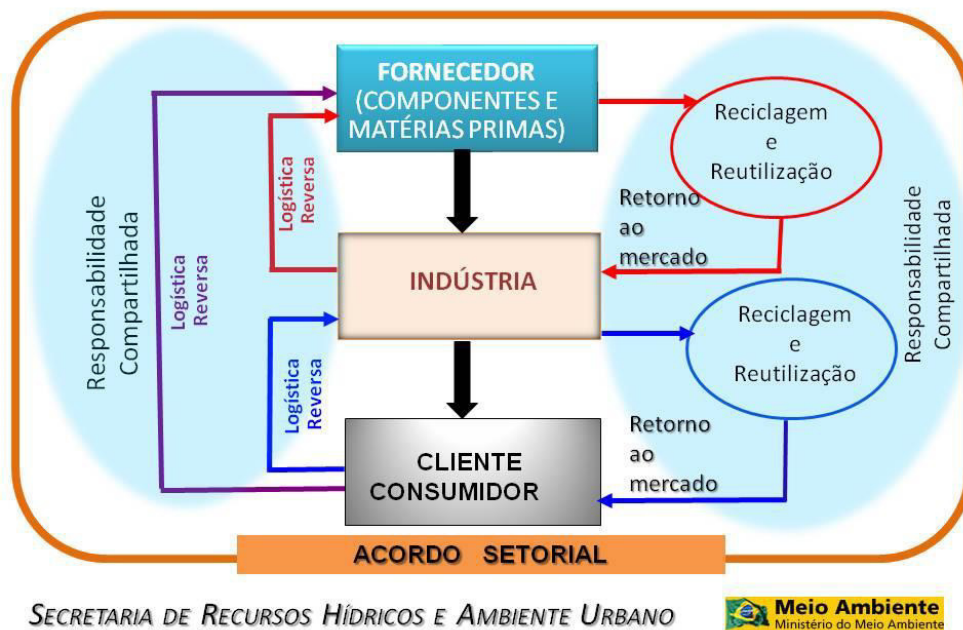 FORNECEDOR
(COMPONENTES E
MATÉRIAS PRIMAS)
Reciclagem
e
Reutilização
Retorno
ao
mercado
Logística
Reversa
Responsabilidade
Compartilhada
Logística
Reversa
INDÚSTRIA
Responsabilidade
Compartilhada
Reciclagem
e
Reutilização
Logística
Reversa
Retorno
ao
mercado
CLIENTE
CONSUMIDOR
ACORDO SETORIAL
SECRETARIA DE RECURSOS HÍDRICOS E AMBIENTE URBANO
Meio Ambiente
Ministério do Meio Ambiente